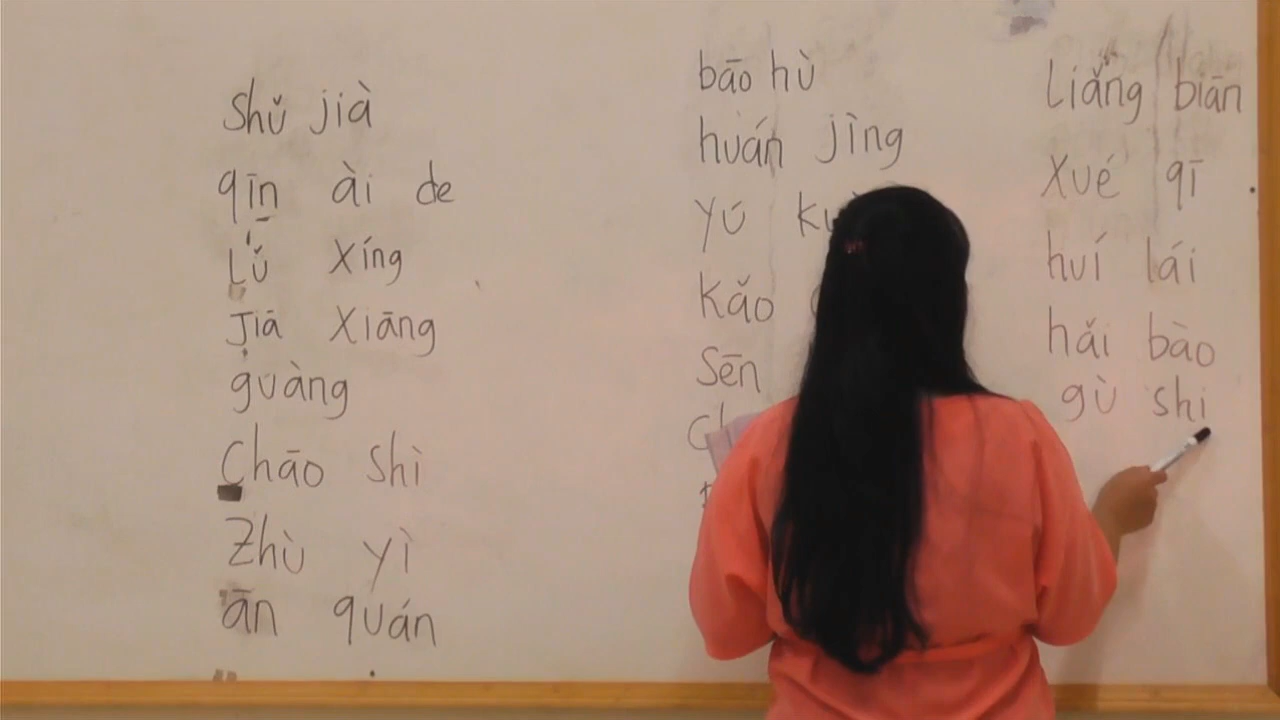 Shǔ jià
qīn ài de
Lǚ Xíng
Jiā Xiāng
guàng
Chāo Shì
Zhù yì
ān quán
bāo hù
huán jìng
yú
kǎo
Sēn
Liǎng biān
Xué qī
huí lái
hǎi bào
gù shi